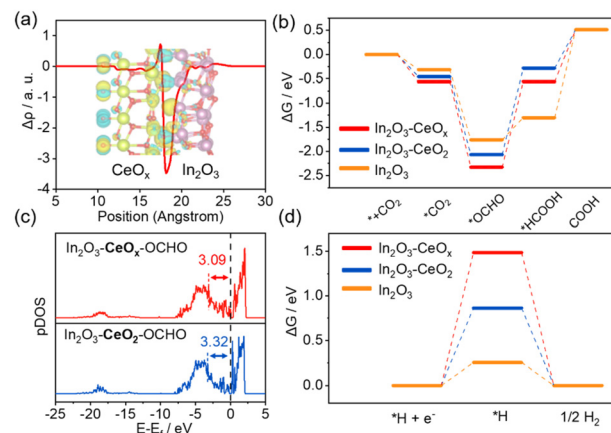 (a)
Δρ / a. u.
1
0
-1
-2
-3
-4
CeOx
In2O3
5 10 15 20 25 30
Position (Angstrom)
(b)
ΔG / eV
0.5
0.0
-0.5
-1.0
-1.5
-2.0
-2.5
In2O3-CeOx
In2O3-CeO2
In2O3
*+CO2
*CO2
*OCHO
*HCOOH
COOH
(c)
pDOS
In2O3-CeOx-OCHO
3.09
In2O3-CeO2-OCHO
3.32
-25 -20 -15 -10 -5 0 5
E-Ef / eV
(d)
ΔG / eV
1.5
1.0
0.5
0.0
In2O3-CeOx
In2O3-CeO2
In2O3
*H + e-
*H
1/2 H2